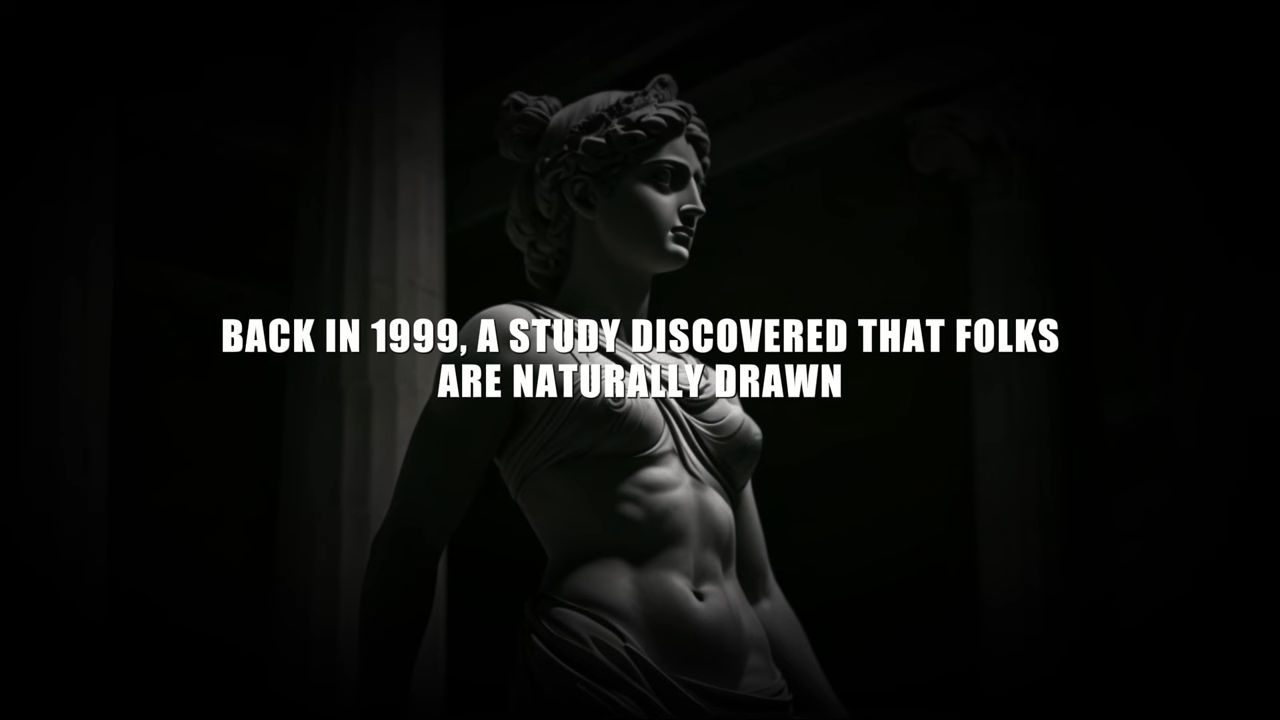 BACK IN 1999, A STUDY DISCOVERED THAT FOLKS
ARE NATURALLY DRAWN